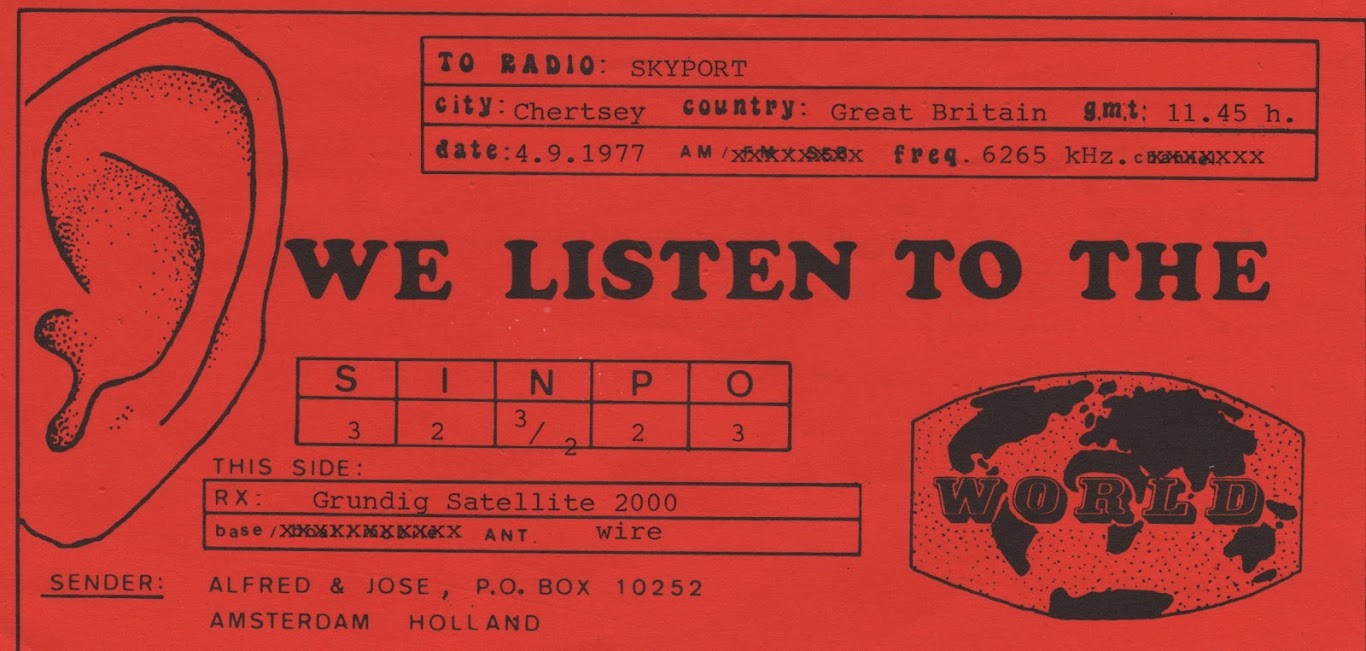 TO RADIO: SKYPORT
city: Chertsey country: Great Britain g.m.t: 11.45 h.
date: 4.9.1977 AM/ freq. 6265 kHz.
WE LISTEN TO THE
S I N P O
3 2 3/2 2 3
THIS SIDE:
RX: Grundig Satellite 2000
base/ ANT. wire
WORLD
SENDER: ALFRED & JOSE, P.O. BOX 10252
AMSTERDAM HOLLAND